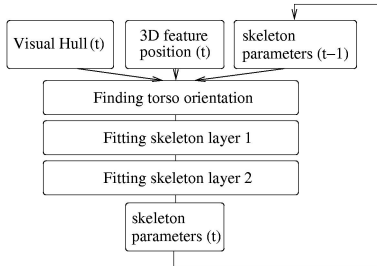 Visual Hull (t)
3D feature
position (t)
skeleton
parameters (t−1)
Finding torso orientation
Fitting skeleton layer 1
Fitting skeleton layer 2
skeleton
parameters (t)